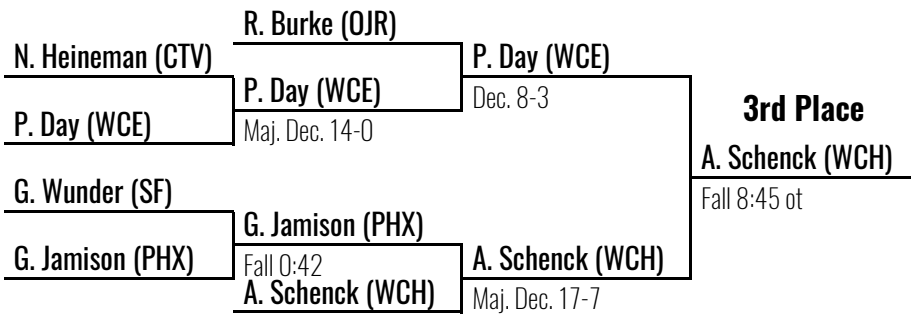 R. Burke (OJR)
N. Heineman (CTV)
P. Day (WCE)
P. Day (WCE)
Dec. 8-3
3rd Place
P. Day (WCE)
Maj. Dec. 14-0
A. Schenck (WCH)
Fall 8:45 ot
G. Wunder (SF)
G. Jamison (PHX)
G. Jamison (PHX)
Fall 0:42
A. Schenck (WCH)
A. Schenck (WCH)
Maj. Dec. 17-7